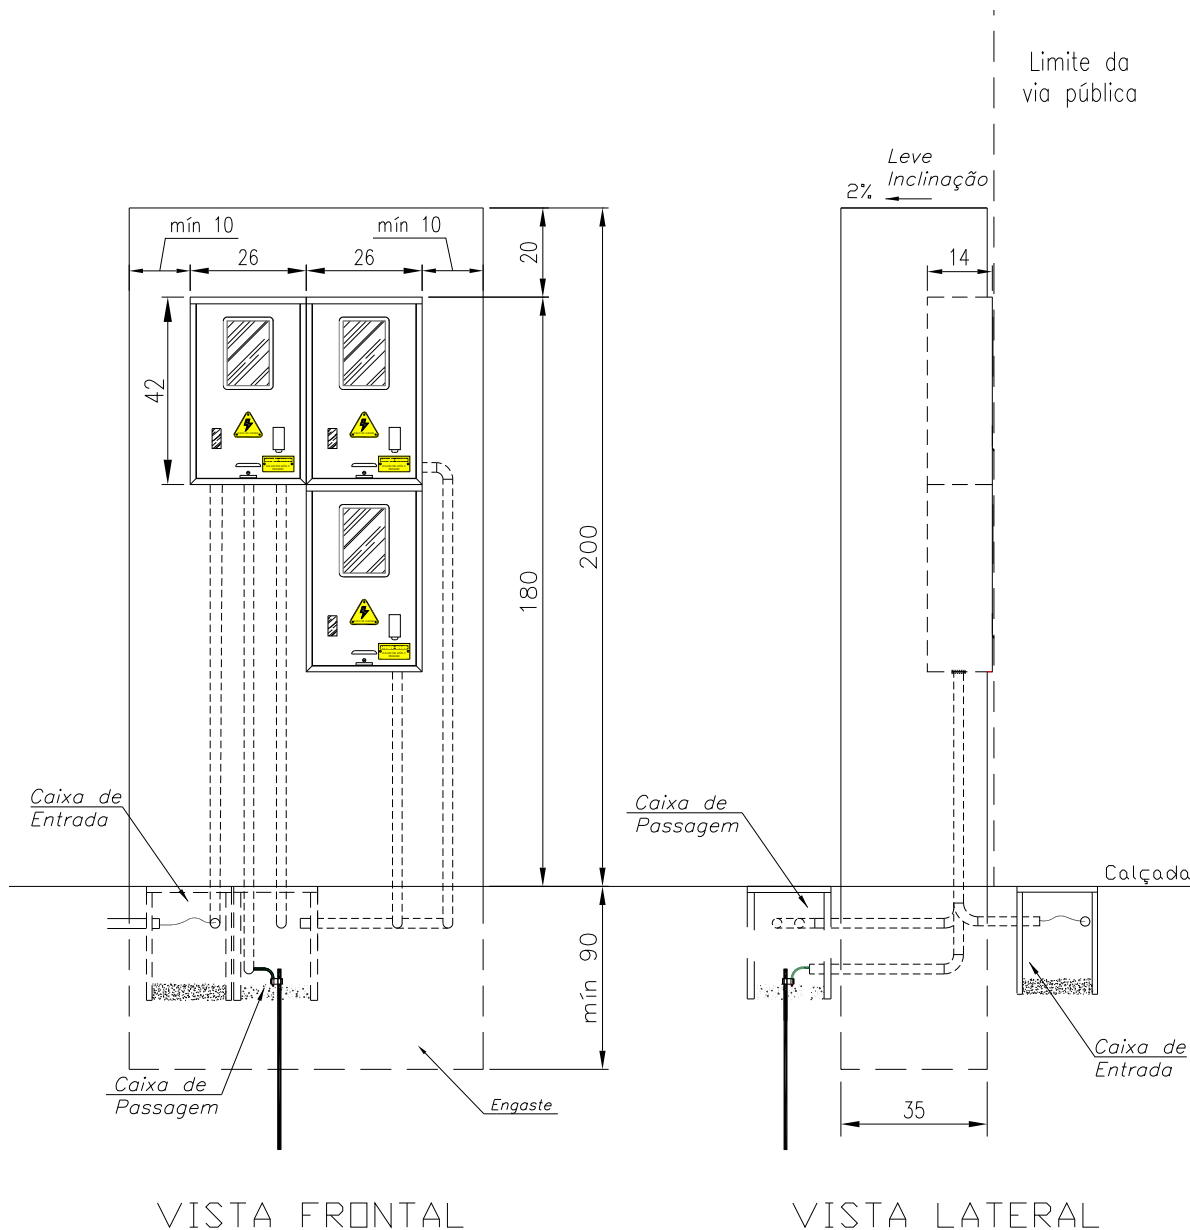 Limite da
via pública
Leve
Inclinação
2%
mín 10
mín 10
26
26
20
14
42
200
180
Caixa de
Entrada
Caixa de
Passagem
Calçada
mín 90
Caixa de
Passagem
Engaste
Caixa de
Entrada
35
VISTA FRONTAL
VISTA LATERAL